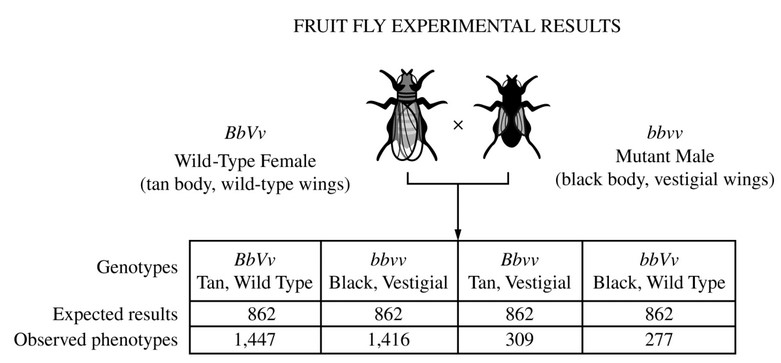 FRUIT FLY EXPERIMENTAL RESULTS
BbVv
Wild-Type Female
(tan body, wild-type wings)
×
bbvv
Mutant Male
(black body, vestigial wings)
Genotypes
BbVv
Tan, Wild Type
bbvv
Black, Vestigial
Bbvv
Tan, Vestigial
bbVv
Black, Wild Type
Expected results 862 862 862 862
Observed phenotypes 1,447 1,416 309 277